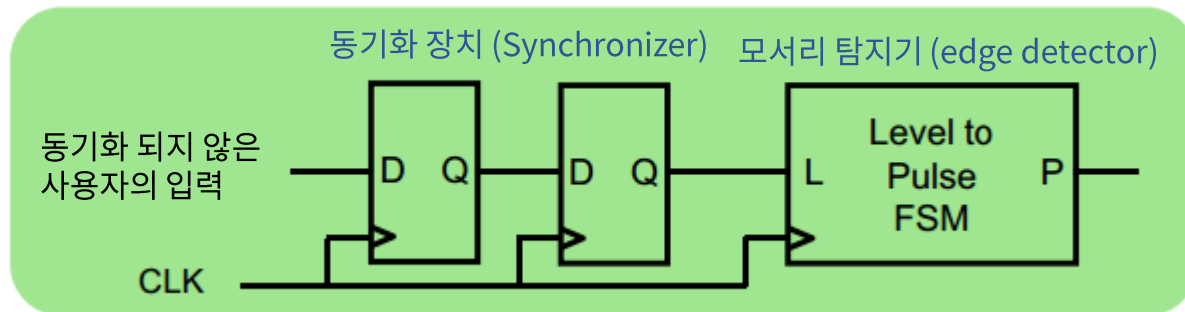 동기화 장치 (Synchronizer)
모서리 탐지기 (edge detector)
동기화 되지 않은
사용자의 입력
D Q
D Q
L
Level to
Pulse
FSM
P
CLK